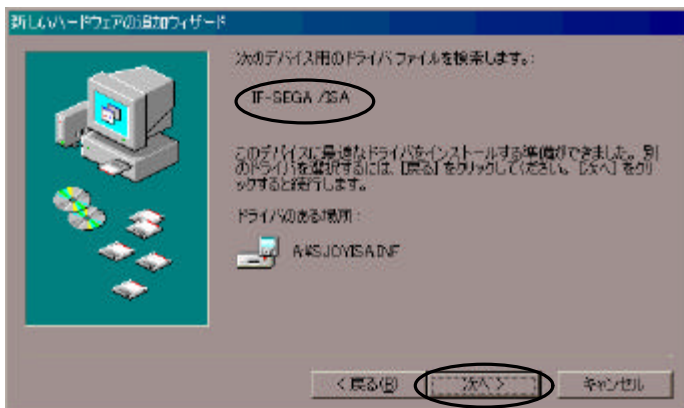 新しいハードウェアの追加ウィザード
次のデバイス用のドライバ ファイルを検索します。:
IF-SEGA /ISA
このデバイスに最適なドライバをインストールする準備ができました。別
のドライバを選択するには、[戻る] をクリックしてください。[次へ] をクリ
ックすると続行します。
ドライバのある場所 :
A:¥SJOYISA.INF
< 戻る(B)
次へ >
キャンセル